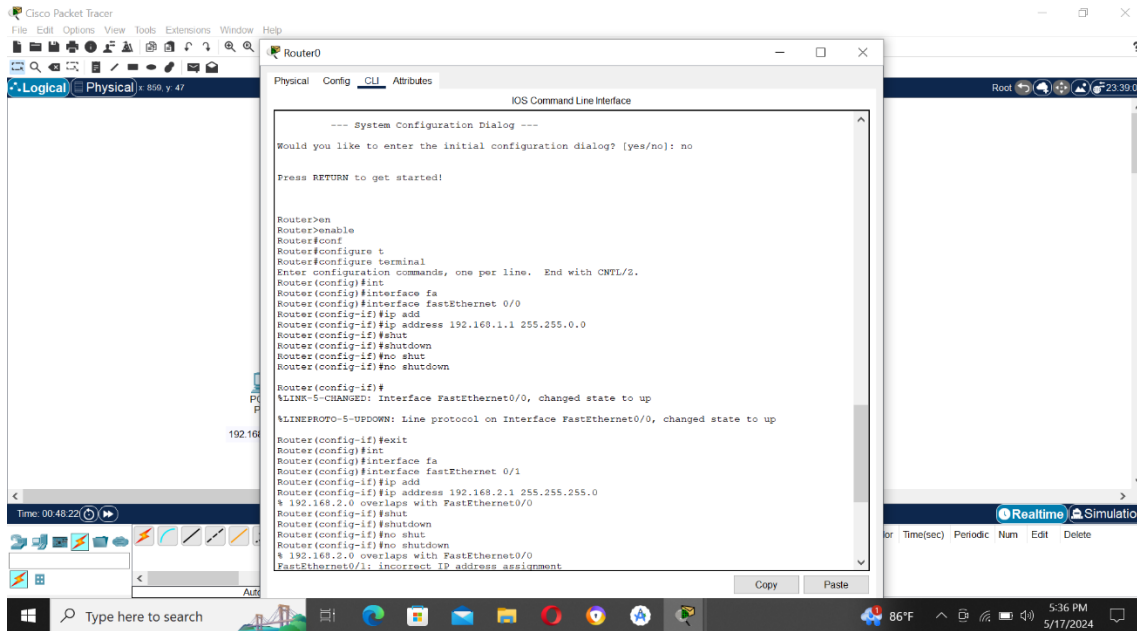 Cisco Packet Tracer
File Edit Options View Tools Extensions Window Help
Router0
Physical Config CLI Attributes
IOS Command Line Interface
Logical Physical x: 859, y: 47
Root 23:39:0
--- System Configuration Dialog ---
Would you like to enter the initial configuration dialog? [yes/no]: no
Press RETURN to get started!
Router>en
Router>enable
Router#conf
Router#configure t
Router#configure terminal
Enter configuration commands, one per line. End with CNTL/Z.
Router(config)#int
Router(config)#interface fa
Router(config)#interface fastEthernet 0/0
Router(config-if)#ip add
Router(config-if)#ip address 192.168.1.1 255.255.0.0
Router(config-if)#shut
Router(config-if)#shutdown
Router(config-if)#no shut
Router(config-if)#no shutdown
Router(config-if)#
%LINK-5-CHANGED: Interface FastEthernet0/0, changed state to up
%LINEPROTO-5-UPDOWN: Line protocol on Interface FastEthernet0/0, changed state to up
Router(config-if)#exit
Router(config)#int
Router(config)#interface fa
Router(config)#interface fastEthernet 0/1
Router(config-if)#ip add
Router(config-if)#ip address 192.168.2.1 255.255.255.0
% 192.168.2.0 overlaps with FastEthernet0/0
Router(config-if)#shut
Router(config-if)#shutdown
Router(config-if)#no shut
Router(config-if)#no shutdown
% 192.168.2.0 overlaps with FastEthernet0/0
FastEthernet0/1: incorrect IP address assignment
PC
P
192.168
Copy Paste
Time: 00:48:22
Realtime Simulatio
lor Time(sec) Periodic Num Edit Delete
Auto
Type here to search
86°F
5:36 PM
5/17/2024